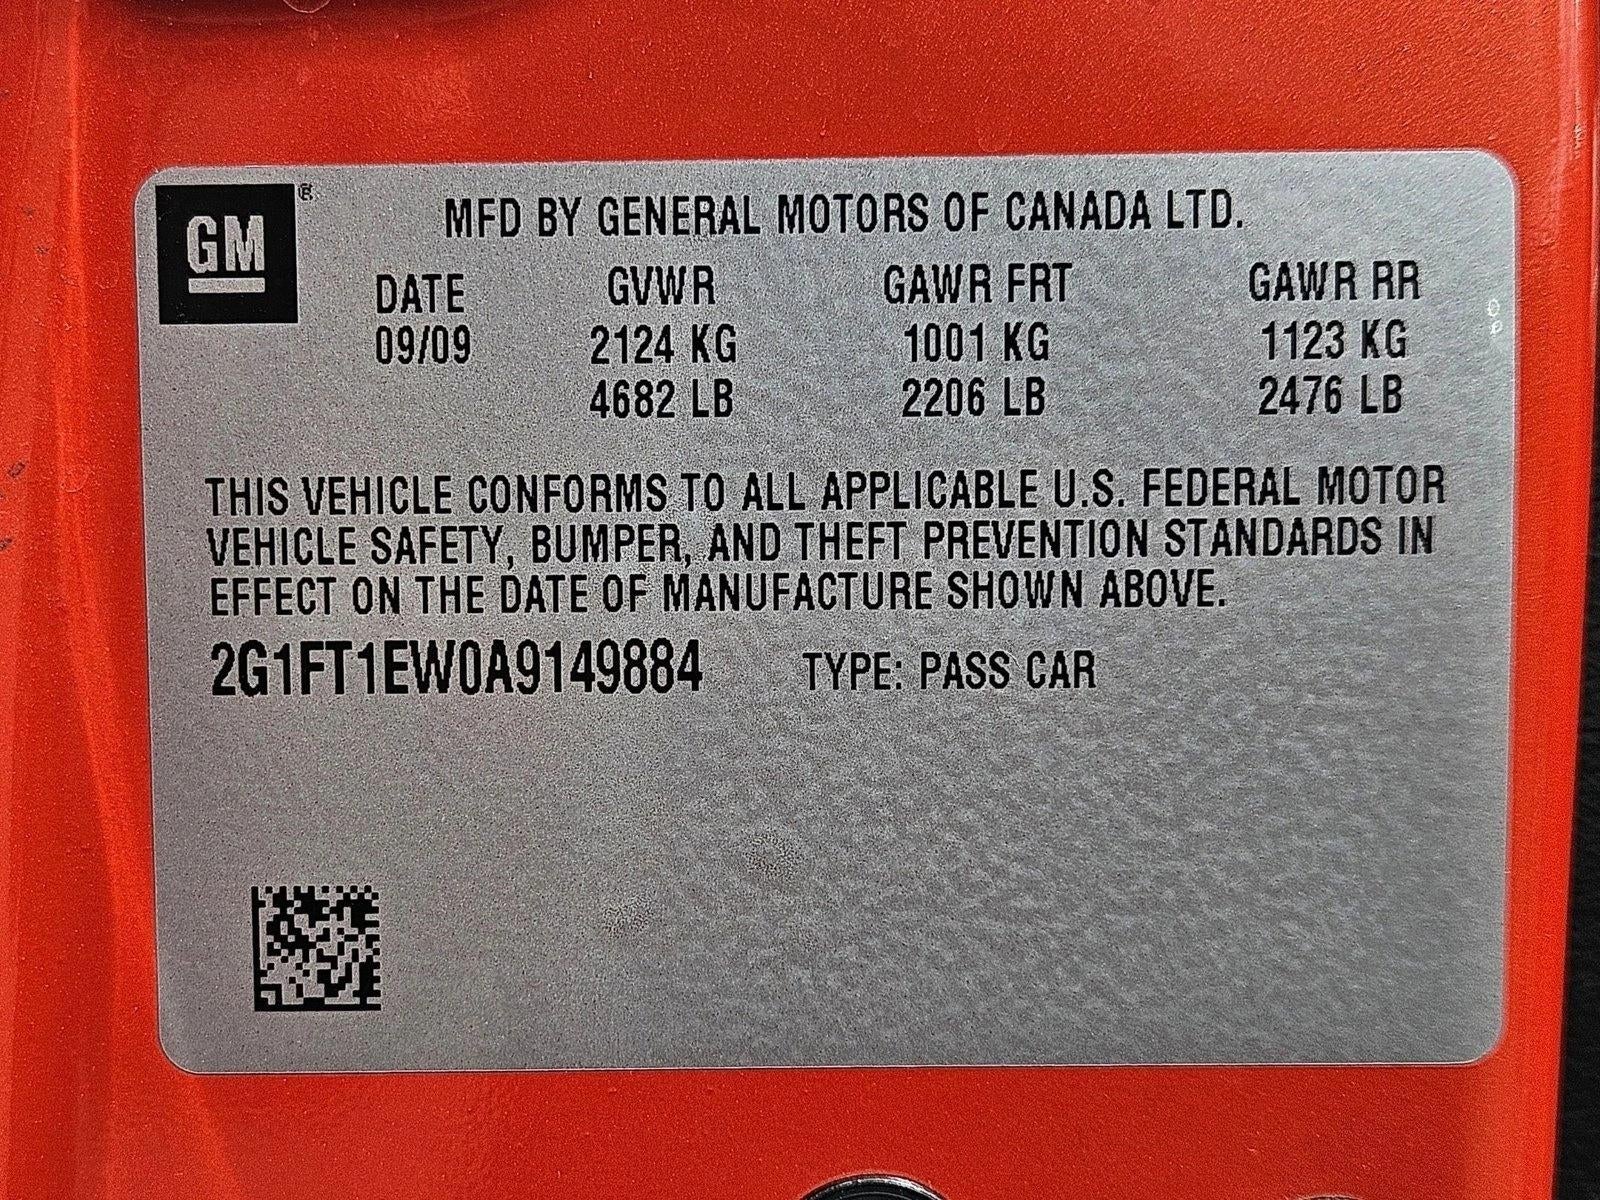 GM ®
MFD BY GENERAL MOTORS OF CANADA LTD.
DATE GVWR GAWR FRT GAWR RR
09/09 2124 KG 1001 KG 1123 KG
4682 LB 2206 LB 2476 LB
THIS VEHICLE CONFORMS TO ALL APPLICABLE U.S. FEDERAL MOTOR
VEHICLE SAFETY, BUMPER, AND THEFT PREVENTION STANDARDS IN
EFFECT ON THE DATE OF MANUFACTURE SHOWN ABOVE.
2G1FT1EW0A9149884 TYPE: PASS CAR